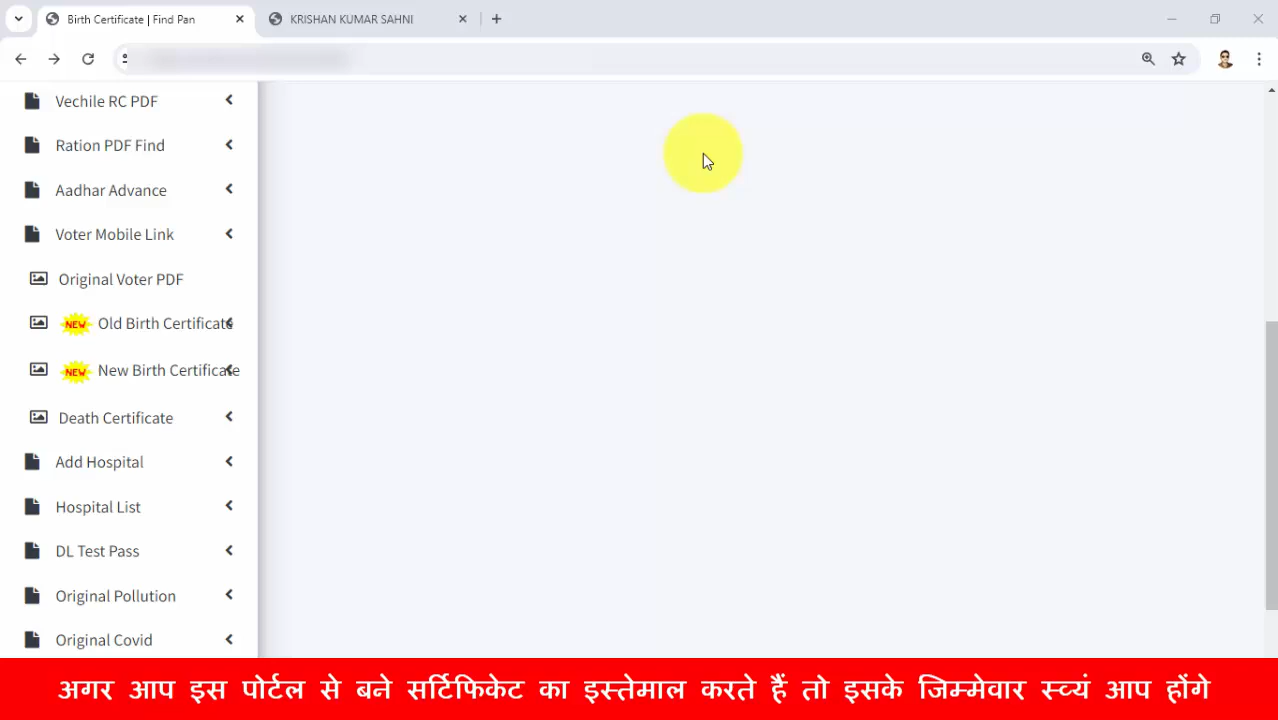 Birth Certificate | Find Pan
KRISHAN KUMAR SAHNI
Vechile RC PDF
Ration PDF Find
Aadhar Advance
Voter Mobile Link
Original Voter PDF
NEW Old Birth Certificate
NEW New Birth Certificate
Death Certificate
Add Hospital
Hospital List
DL Test Pass
Original Pollution
Original Covid
अगर आप इस पोर्टल से बने सर्टिफिकेट का इस्तेमाल करते हैं तो इसके जिम्मेवार स्व्यं आप होंगे